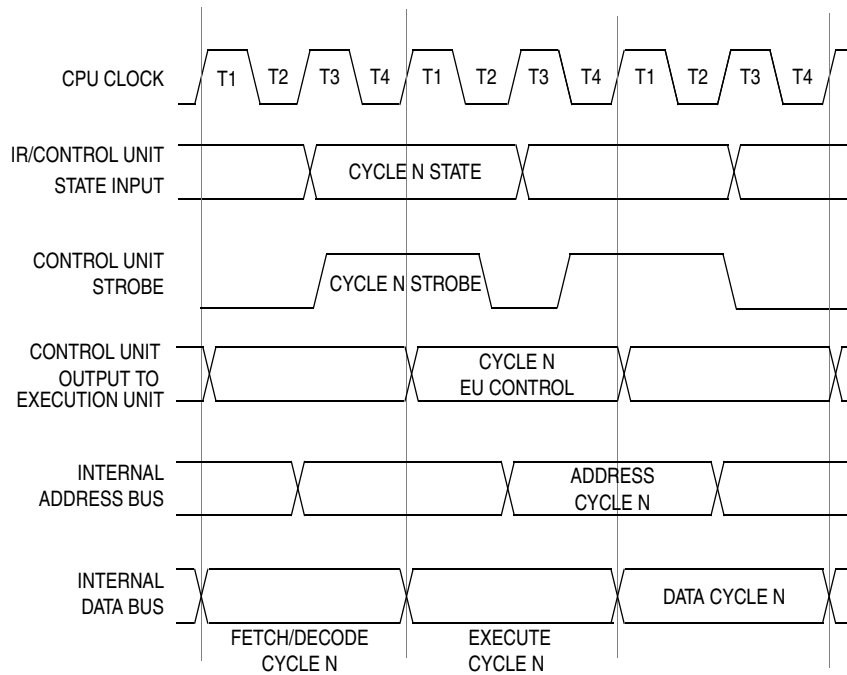 CPU CLOCK
T1 T2 T3 T4 T1 T2 T3 T4 T1 T2 T3 T4
IR/CONTROL UNIT
STATE INPUT
CYCLE N STATE
CONTROL UNIT
STROBE
CYCLE N STROBE
CONTROL UNIT
OUTPUT TO
EXECUTION UNIT
CYCLE N
EU CONTROL
INTERNAL
ADDRESS BUS
ADDRESS
CYCLE N
INTERNAL
DATA BUS
DATA CYCLE N
FETCH/DECODE
CYCLE N
EXECUTE
CYCLE N